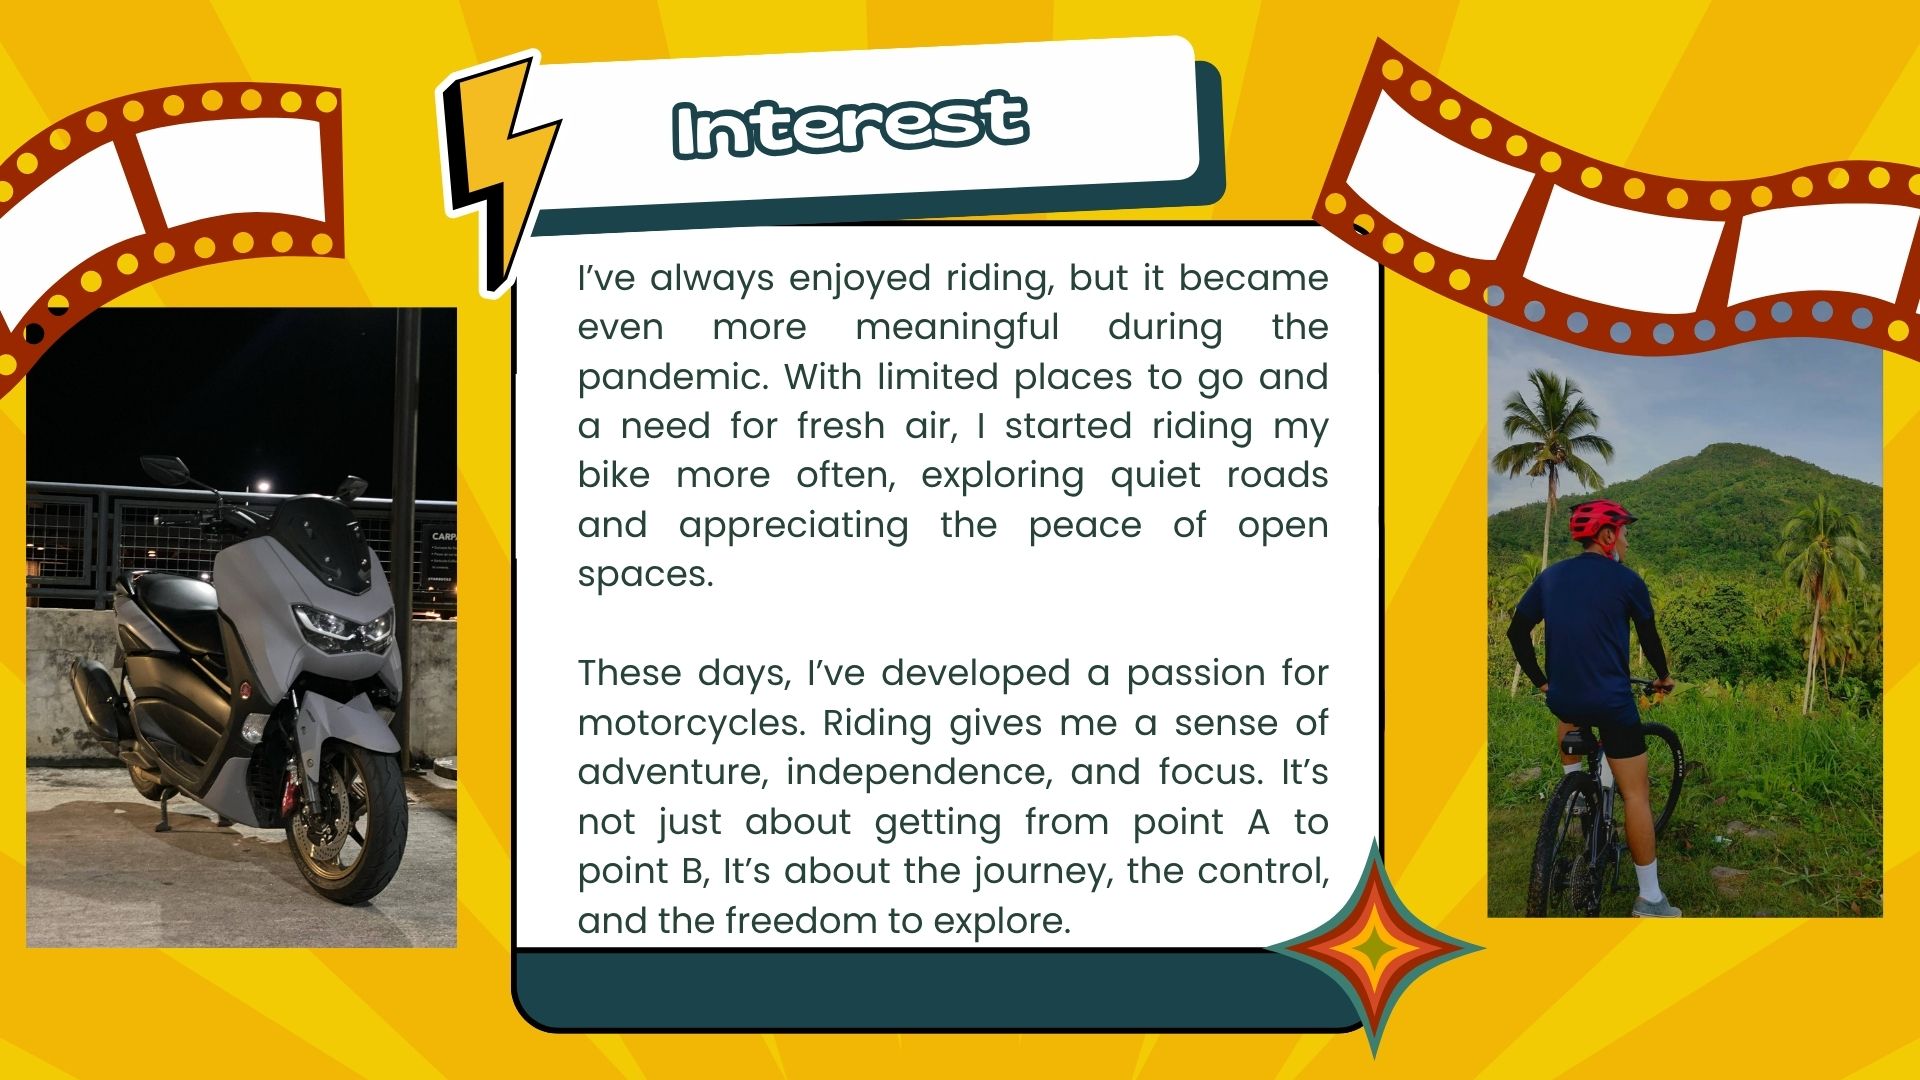 Interest
I’ve always enjoyed riding, but it became
even more meaningful during the
pandemic. With limited places to go and
a need for fresh air, I started riding my
bike more often, exploring quiet roads
and appreciating the peace of open
spaces.
These days, I’ve developed a passion for
motorcycles. Riding gives me a sense of
adventure, independence, and focus. It’s
not just about getting from point A to
point B, It’s about the journey, the control,
and the freedom to explore.